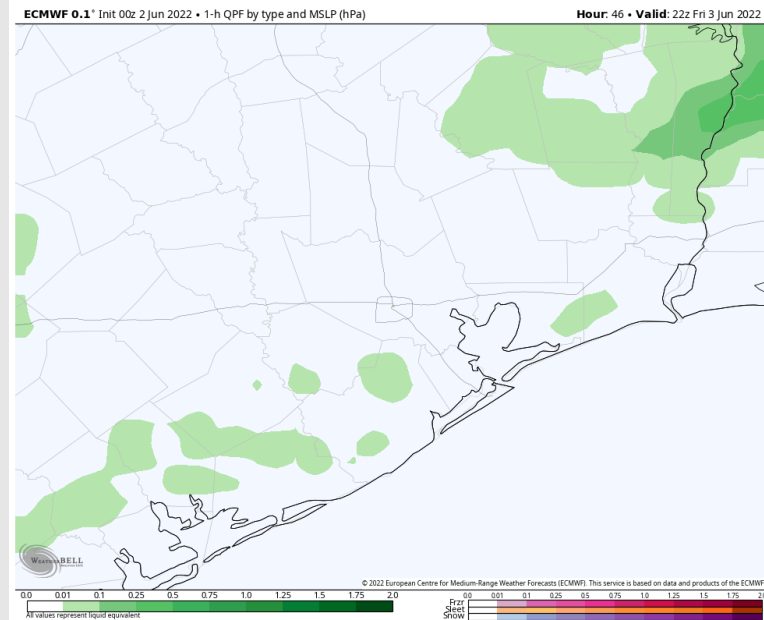 ECMWF 0.1° Init 00z 2 Jun 2022 • 1-h QPF by type and MSLP (hPa)
Hour: 46 • Valid: 22z Fri 3 Jun 2022
WeatherBELL
© 2022 European Centre for Medium-Range Weather Forecasts (ECMWF). This service is based on data and products of the ECMWF
0.0 0.01 0.1 0.25 0.5 0.75 1.0 1.25 1.5 1.75 2.0
All values represent liquid equivalent
0.0 0.01 0.1 0.25 0.5 0.75 1.0 1.25 1.5 1.75 2.0
Frzr
Sleet
Snow